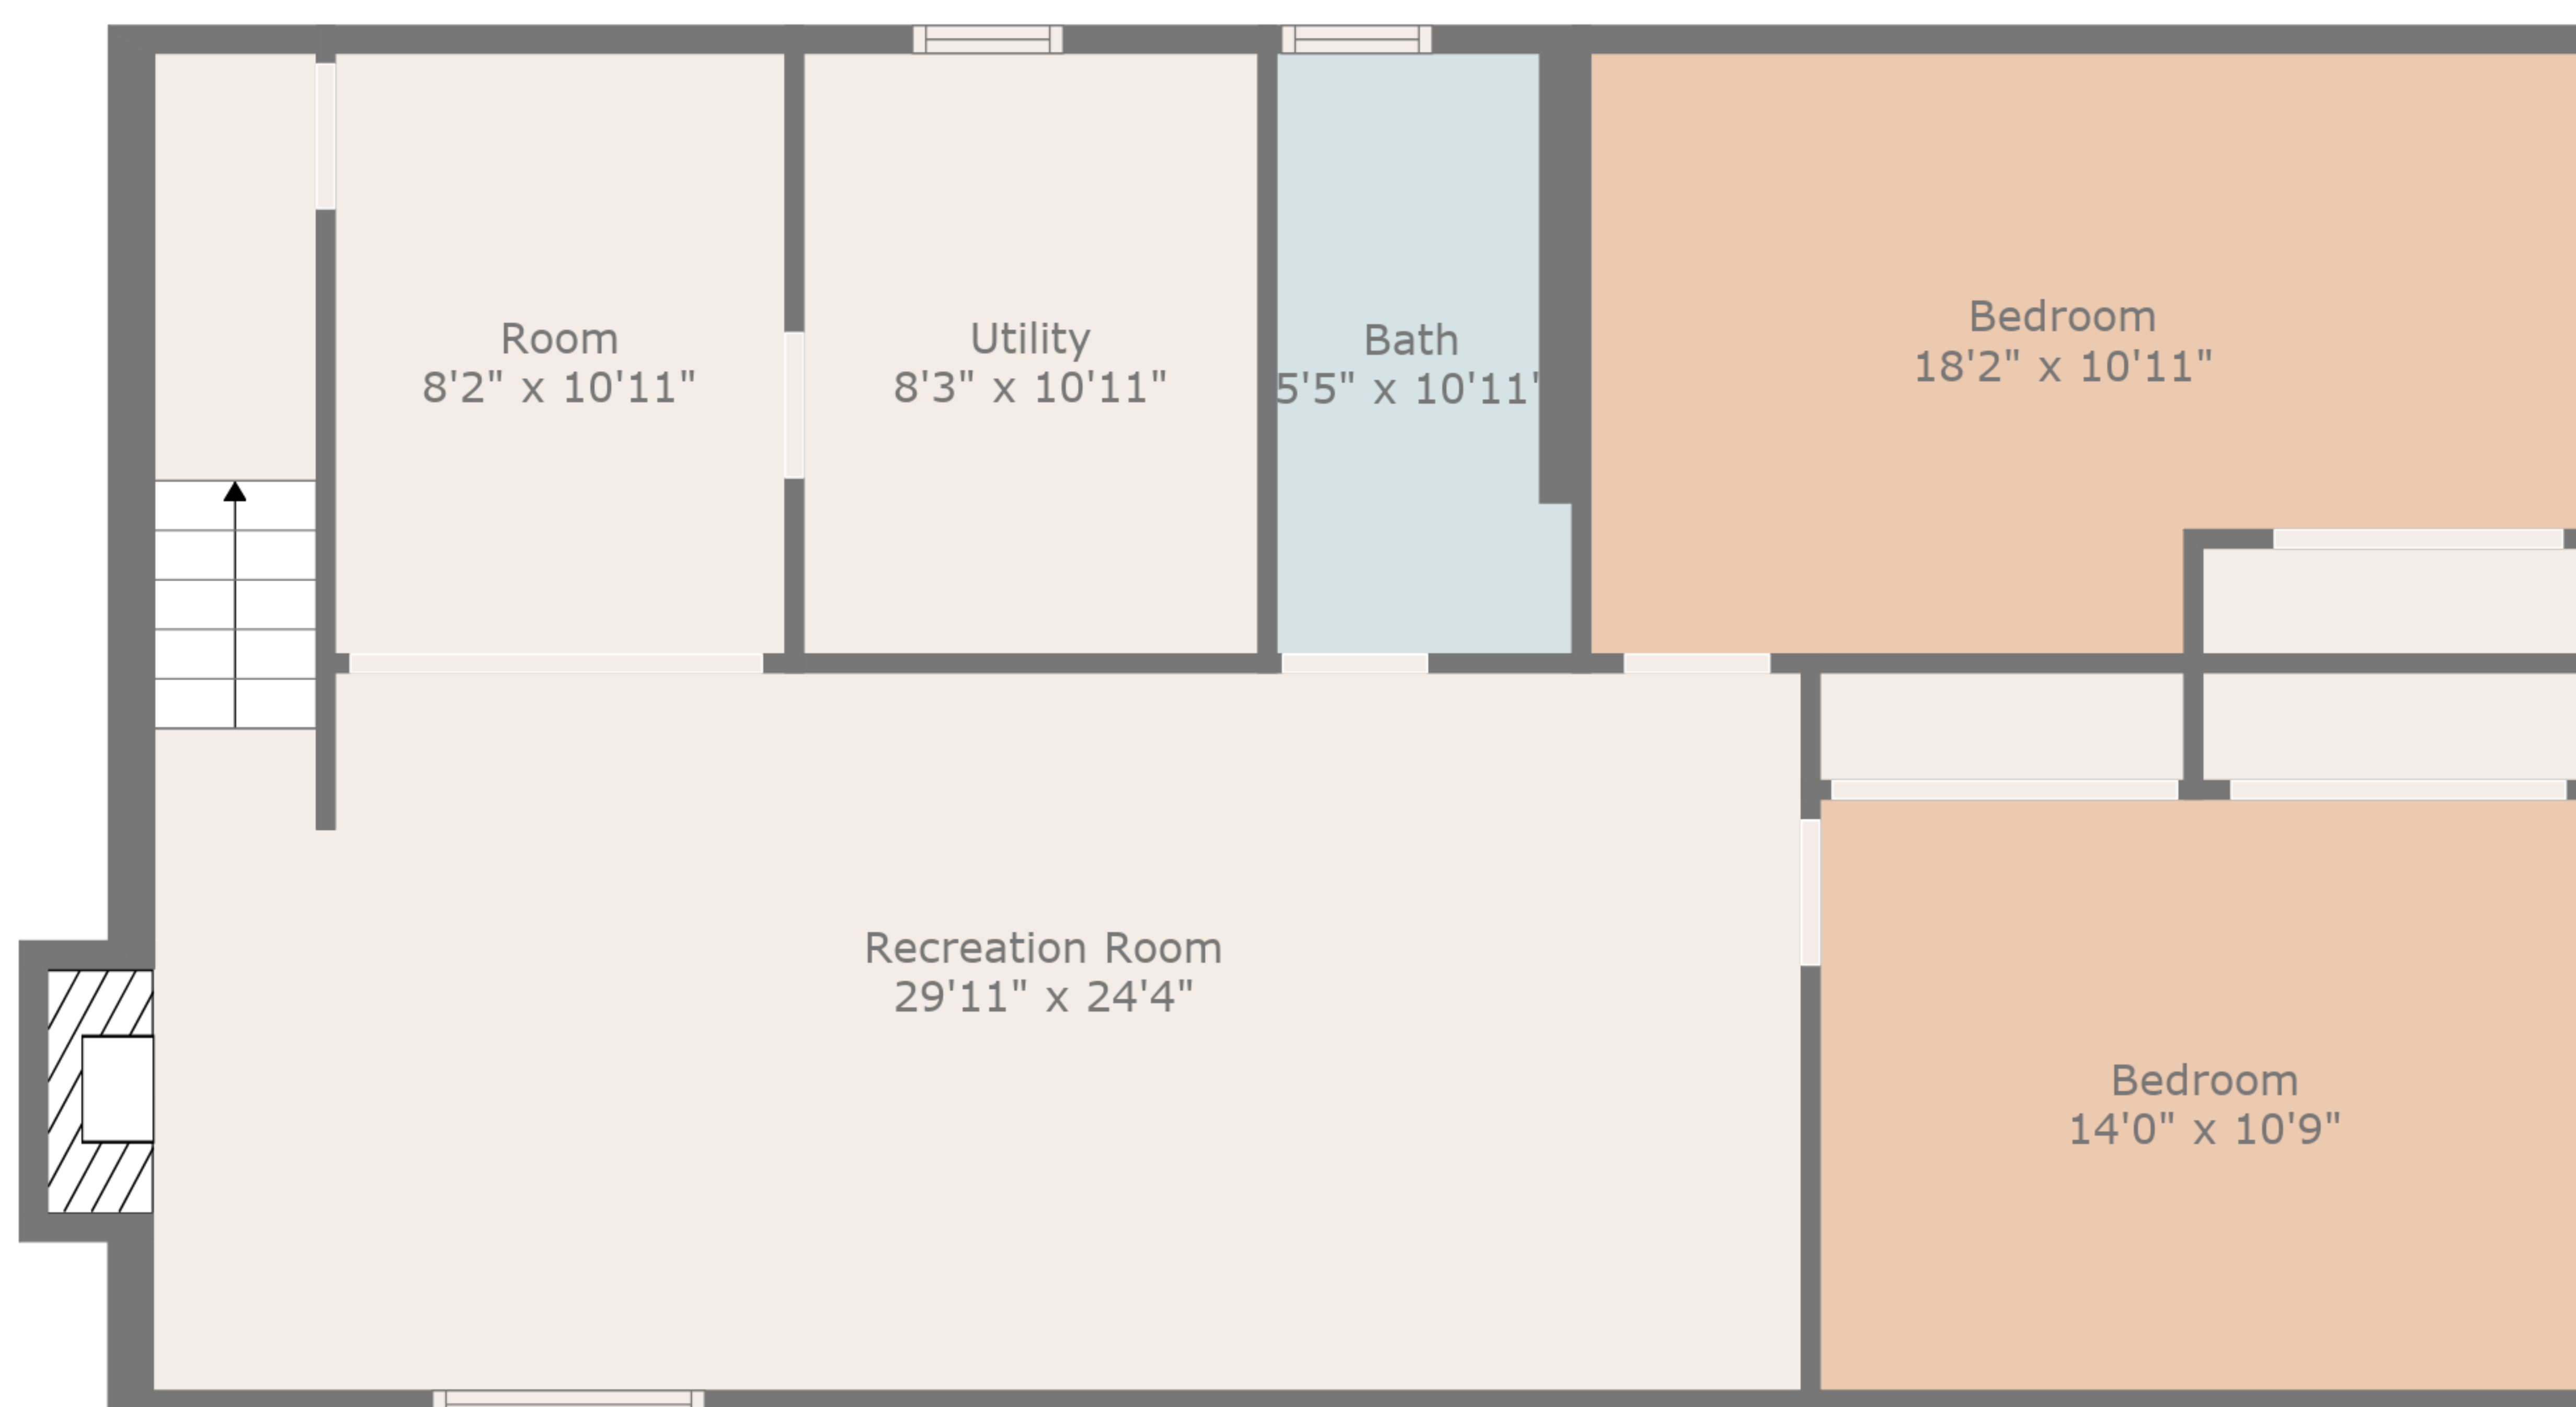 Room
8'2" x 10'11"
Utility
8'3" x 10'11"
Bath
5'5" x 10'11'
Bedroom
18'2" x 10'11"
Recreation Room
29'11" x 24'4"
Bedroom
14'0" x 10'9"